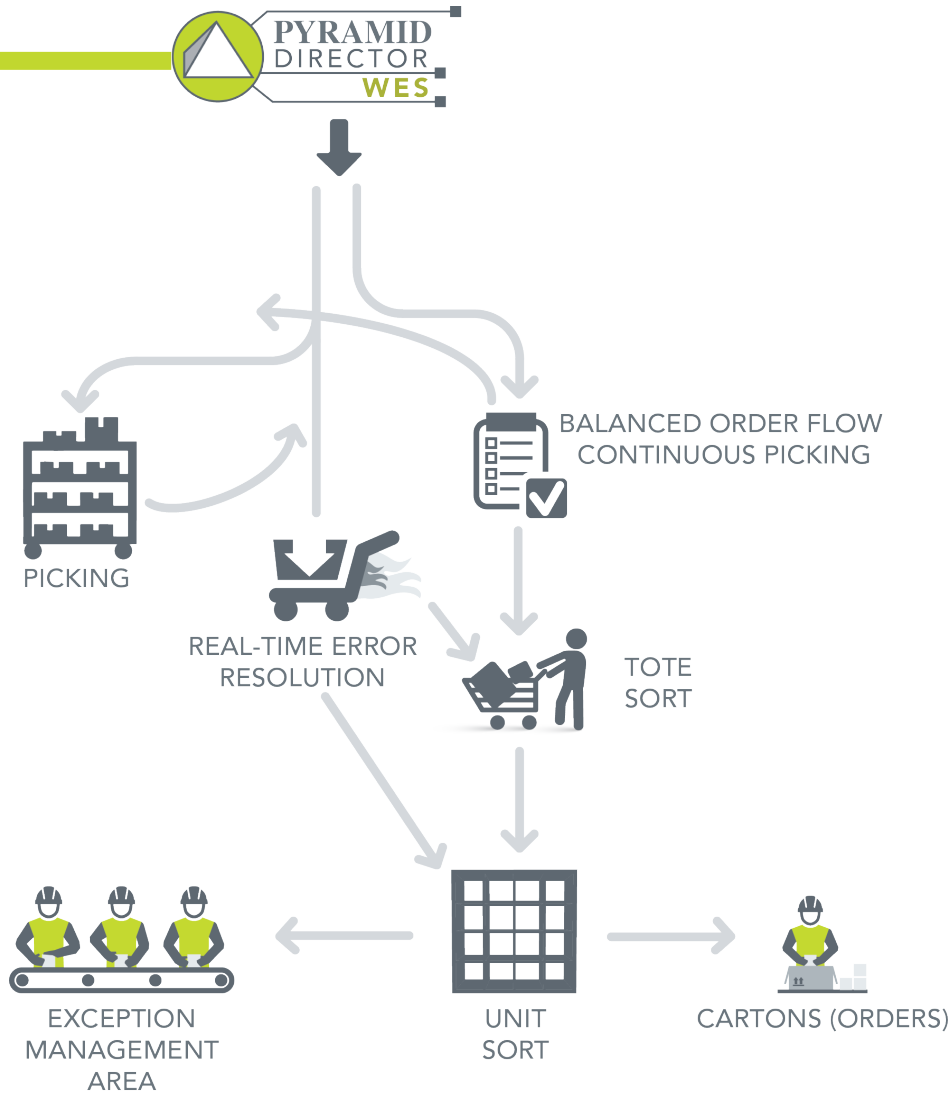 PYRAMID
DIRECTOR
WES
BALANCED ORDER FLOW
CONTINUOUS PICKING
PICKING
REAL-TIME ERROR
RESOLUTION
TOTE
SORT
EXCEPTION
MANAGEMENT
AREA
UNIT
SORT
CARTONS (ORDERS)